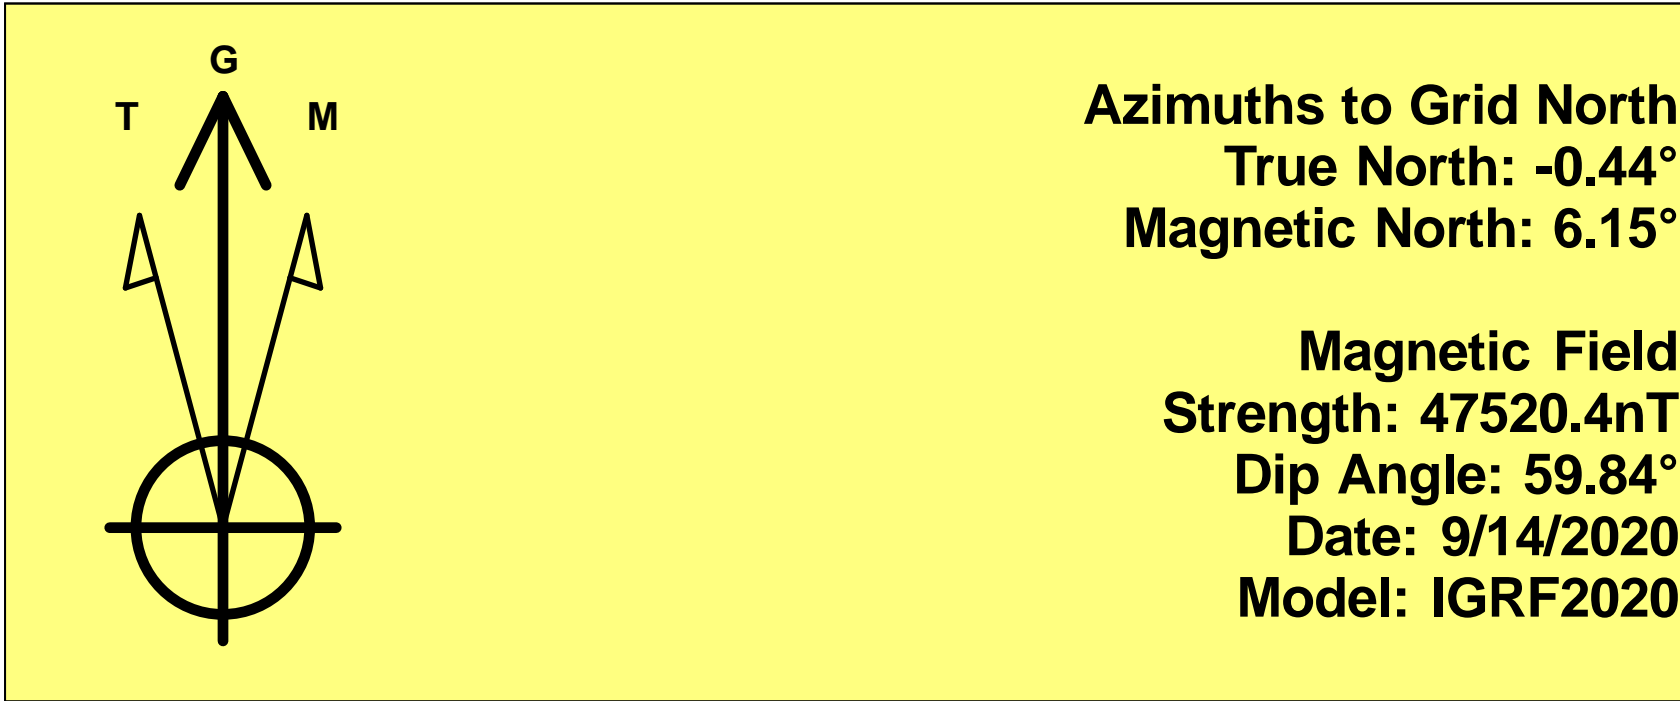 G
T M
Azimuths to Grid North
True North: -0.44°
Magnetic North: 6.15°
Magnetic Field
Strength: 47520.4nT
Dip Angle: 59.84°
Date: 9/14/2020
Model: IGRF2020